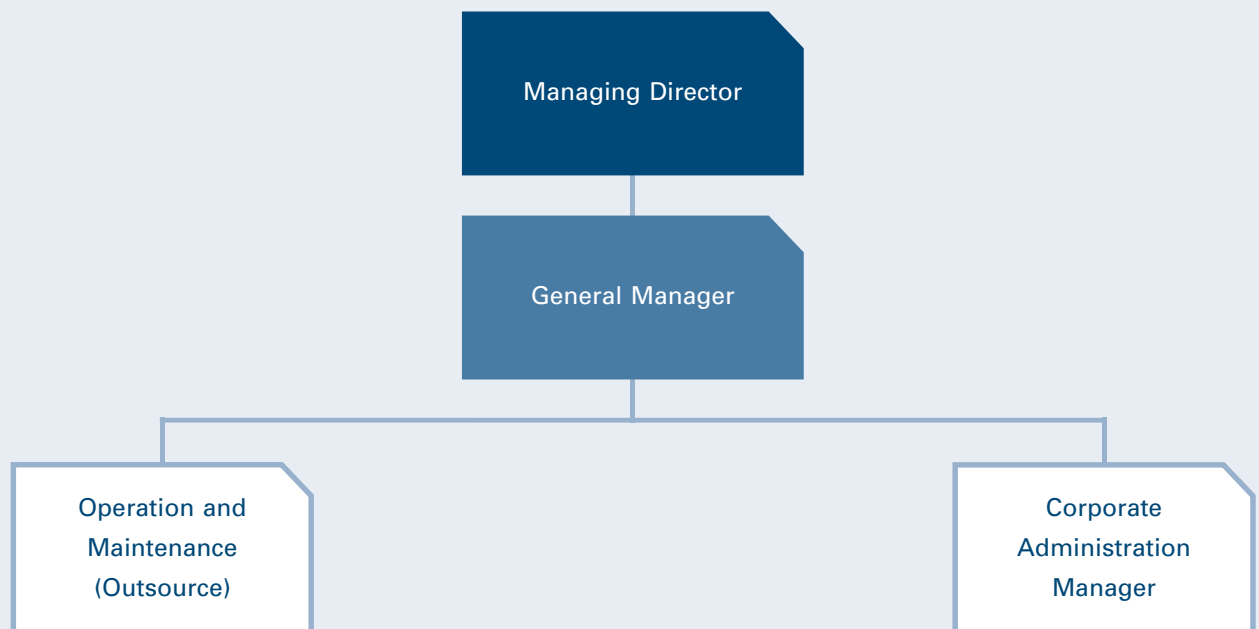 Managing Director
General Manager
Operation and
Maintenance
(Outsource)
Corporate
Administration
Manager